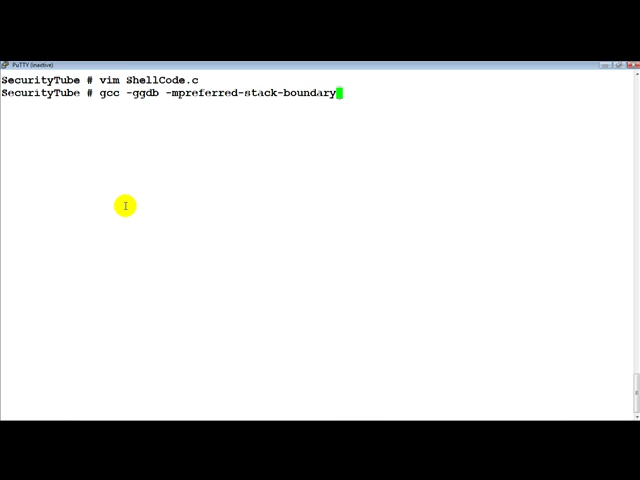 PuTTY (inactive)
SecurityTube # vim ShellCode.c
SecurityTube # gcc -ggdb -mpreferred-stack-boundary